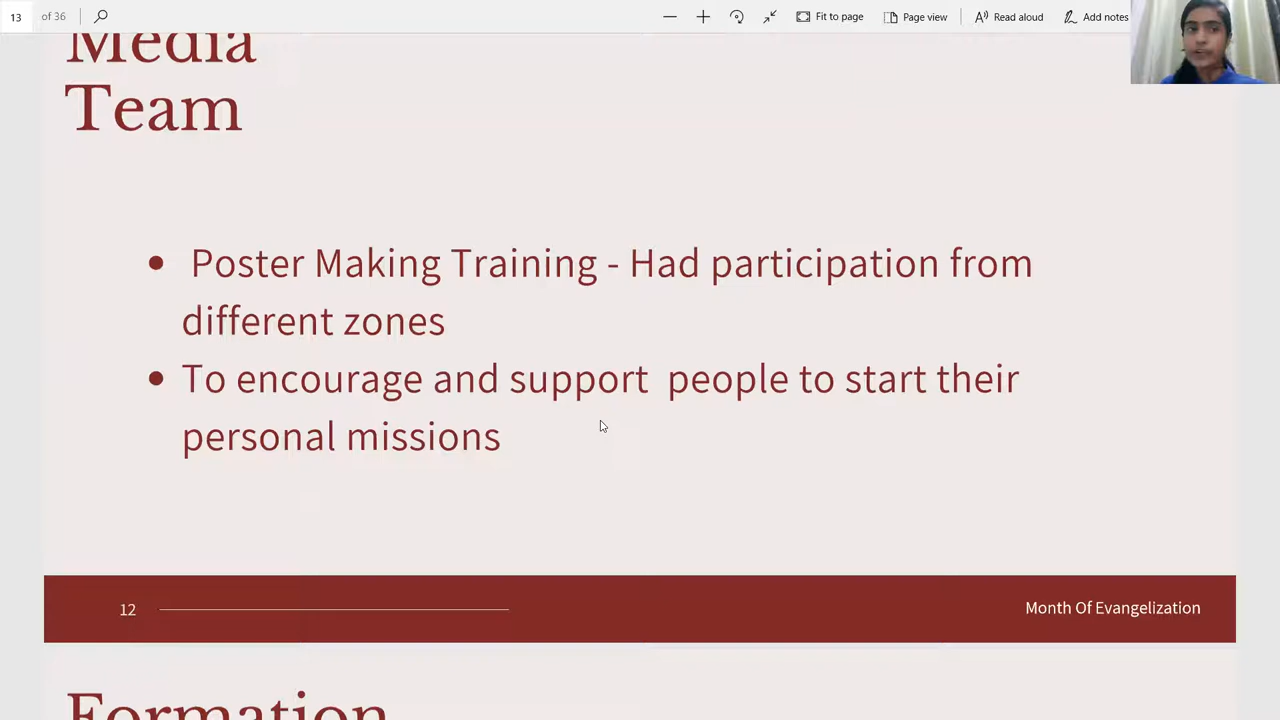 13 of 36 Fit to page Page view Read aloud Add notes
Media
Team
Poster Making Training - Had participation from
different zones
To encourage and support people to start their
personal missions
12 Month Of Evangelization
Formation